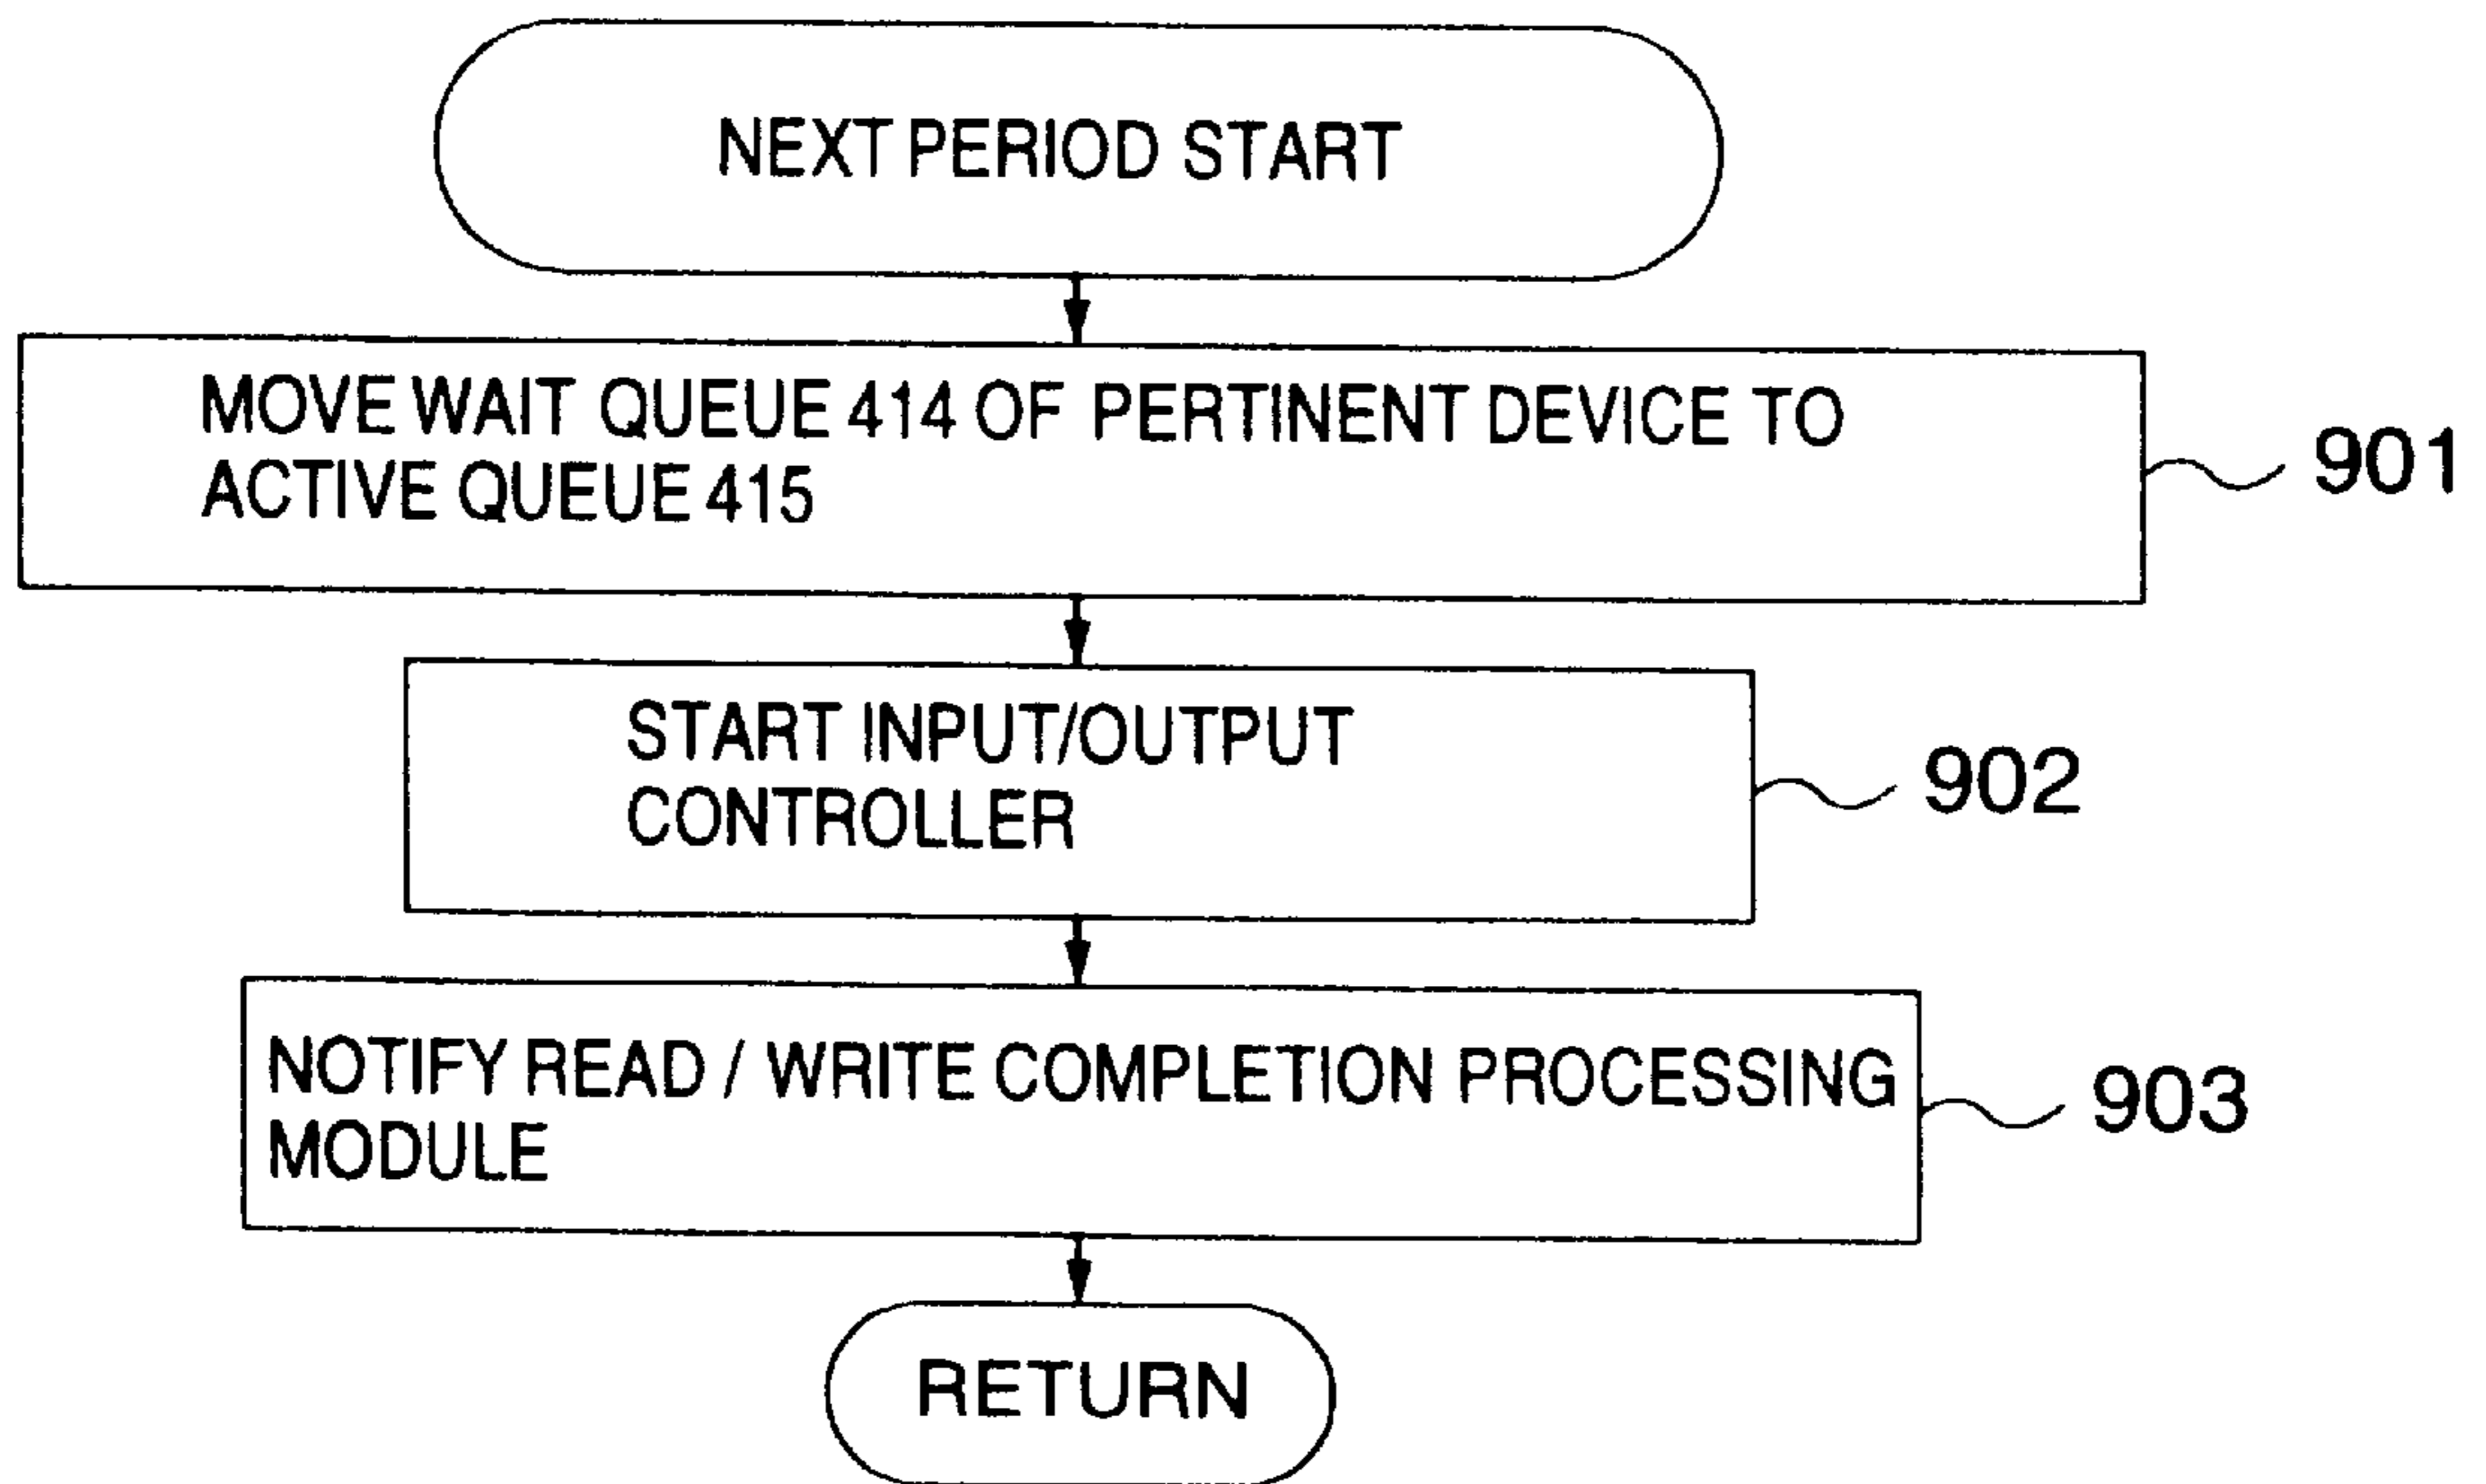 NEXT PERIOD START
MOVE WAIT QUEUE 414 OF PERTINENT DEVICE TO
ACTIVE QUEUE 415
901
START INPUT/OUTPUT
CONTROLLER
902
NOTIFY READ / WRITE COMPLETION PROCESSING
MODULE
903
RETURN